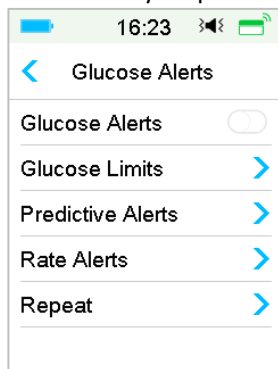 16:23
Glucose Alerts
Glucose Alerts
Glucose Limits
Predictive Alerts
Rate Alerts
Repeat